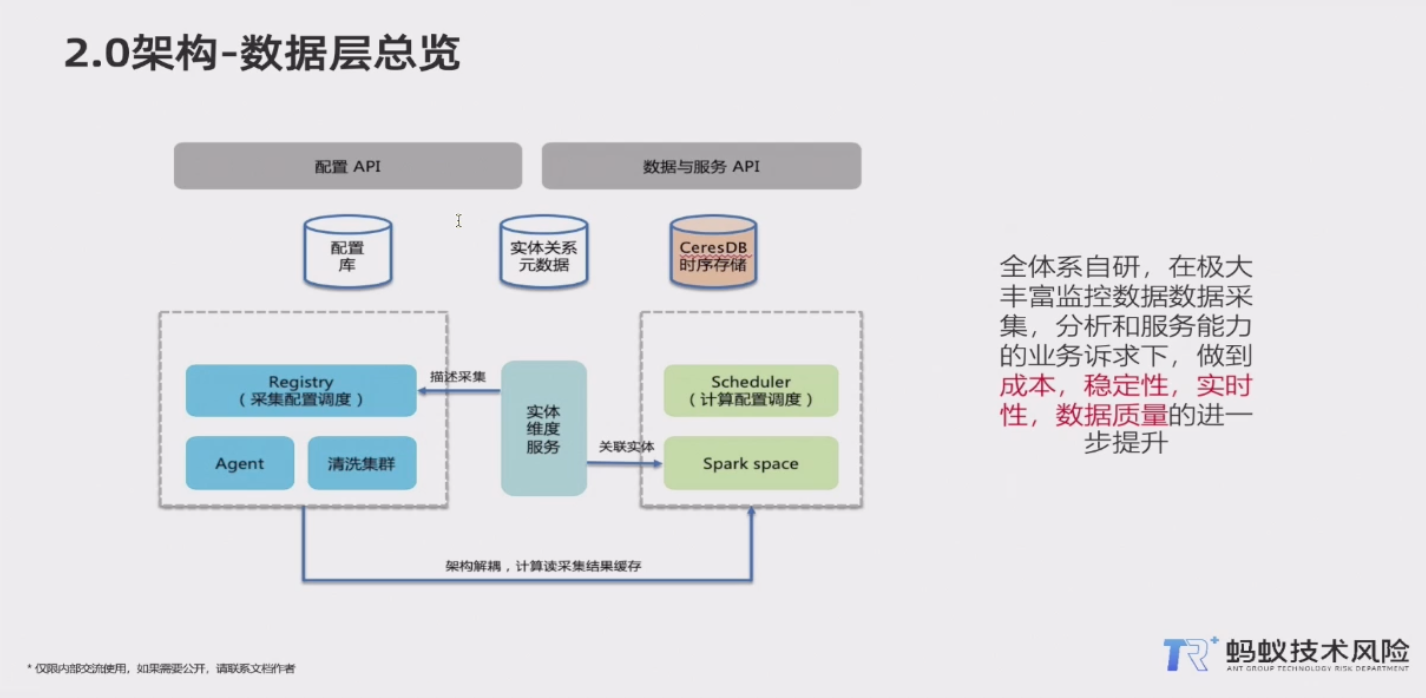 2.0架构-数据层总览
配置 API
数据与服务 API
配置
库
实体关系
元数据
CeresDB
时序存储
Registry
（采集配置调度）
Agent
清洗集群
描述采集
实体
维度
服务
关联实体
Scheduler
（计算配置调度）
Spark space
架构解耦，计算读采集结果缓存
全体系自研，在极大
丰富监控数据数据采
集，分析和服务能力
的业务诉求下，做到
成本，稳定性，实时
性，数据质量的进一
步提升
* 仅限内部交流使用，如果需要公开，请联系文档作者
TR+
蚂蚁技术风险
ANT GROUP TECHNOLOGY RISK DEPARTMENT